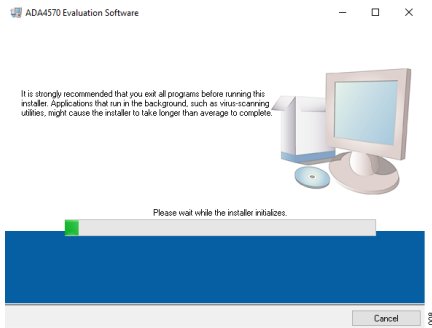 ADA4570 Evaluation Software
It is strongly recommended that you exit all programs before running this
installer. Applications that run in the background, such as virus-scanning
utilities, might cause the installer to take longer than average to complete.
Please wait while the installer initializes.
Cancel
008